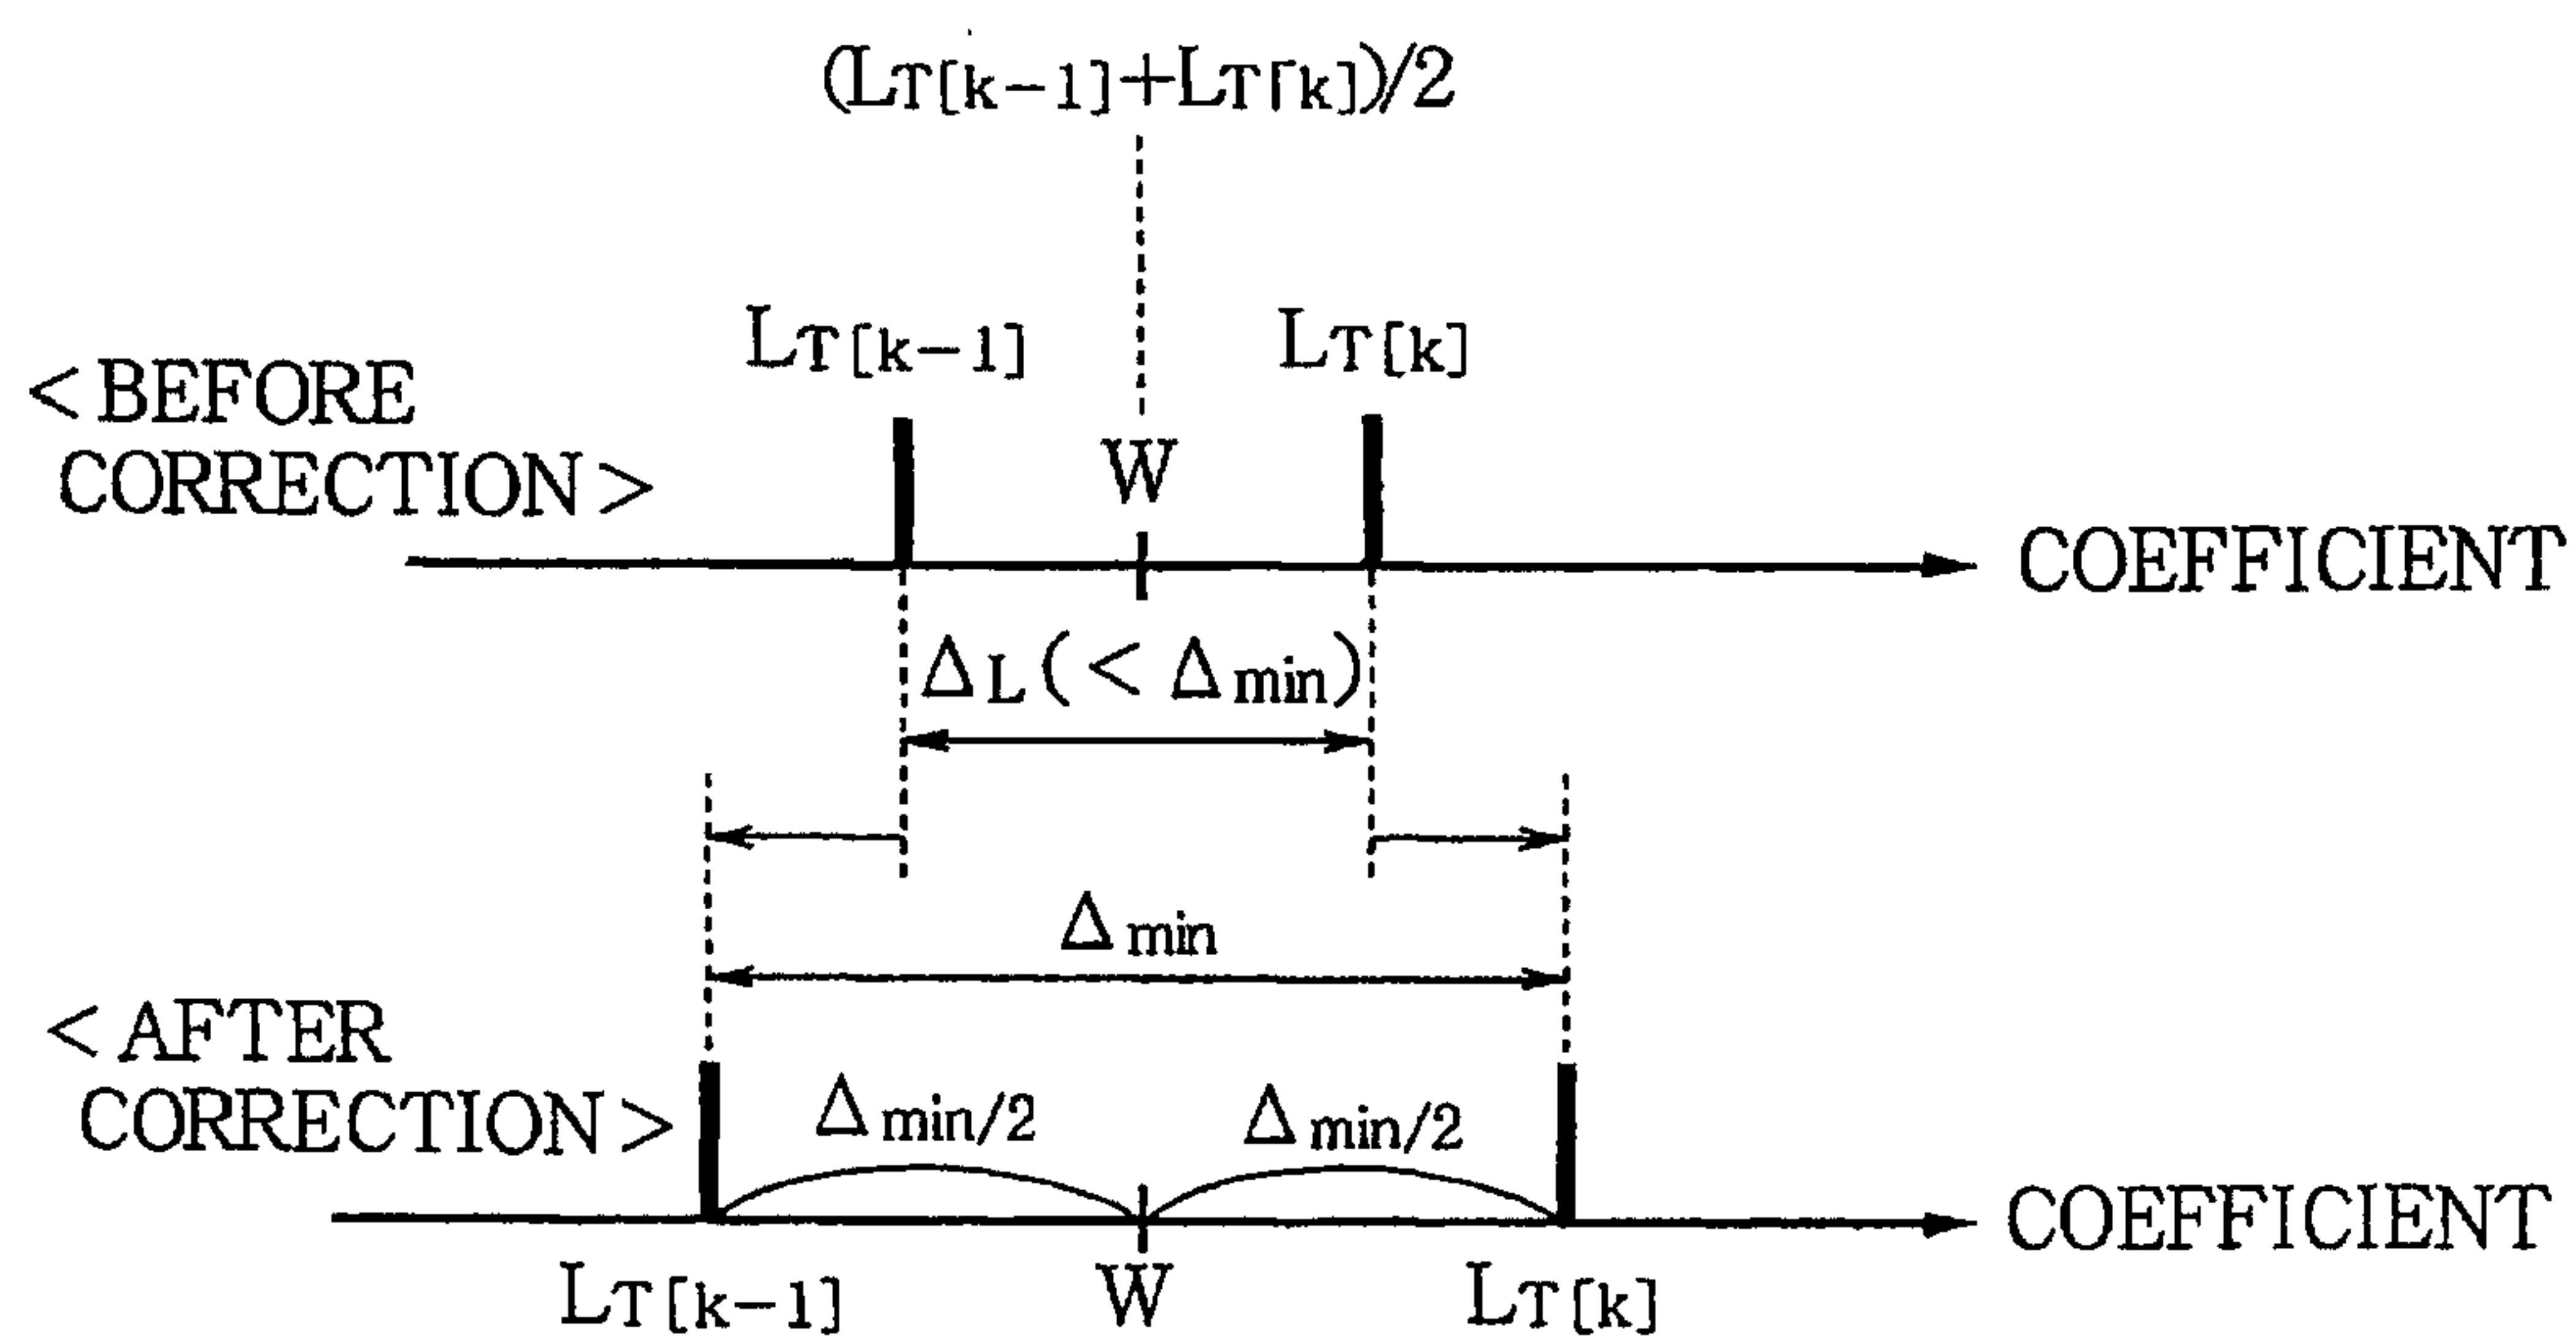 (LT[k-1]+LT[k])/2
LT[k-1]
LT[k]
<BEFORE
CORRECTION>
W
COEFFICIENT
ΔL(<Δmin)
Δmin
<AFTER
CORRECTION>
Δmin/2
Δmin/2
COEFFICIENT
LT[k-1]
W
LT[k]